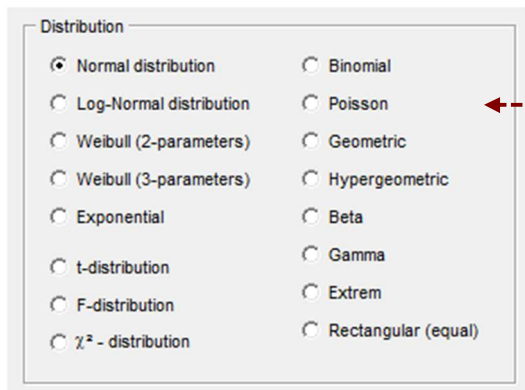 Distribution
Normal distribution
Log-Normal distribution
Weibull (2-parameters)
Weibull (3-parameters)
Exponential
t-distribution
F-distribution
χ² - distribution
Binomial
Poisson
Geometric
Hypergeometric
Beta
Gamma
Extrem
Rectangular (equal)